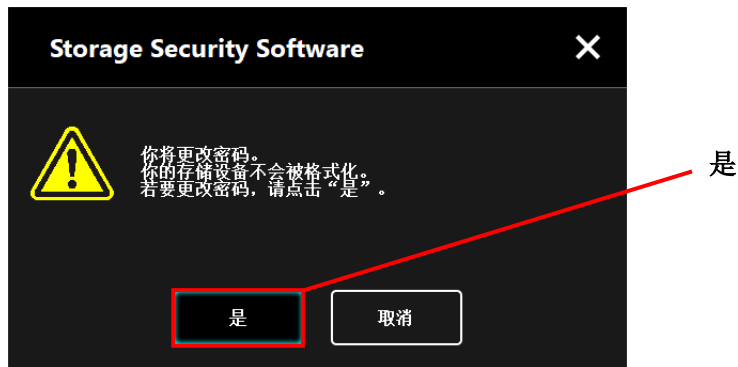 Storage Security Software
你将更改密码。
你的存储设备不会被格式化。
若要更改密码，请点击“是”。
是
是
取消